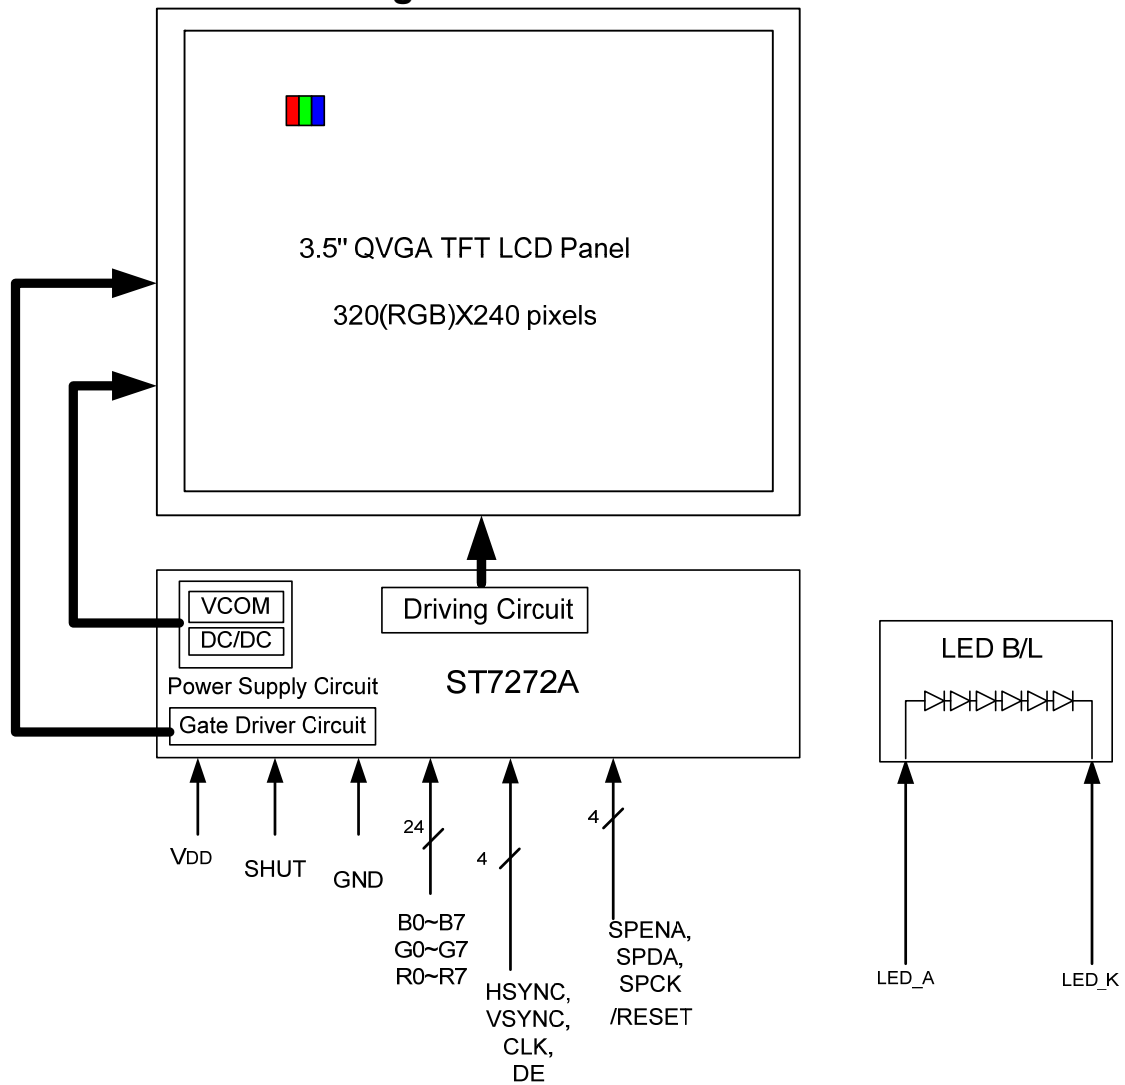 3.5" QVGA TFT LCD Panel
320(RGB)X240 pixels
VCOM
DC/DC
Driving Circuit
Power Supply Circuit
ST7272A
Gate Driver Circuit
LED B/L
VDD
SHUT
GND
24
4
4
B0~B7
G0~G7
R0~R7
HSYNC,
VSYNC,
CLK,
DE
SPENA,
SPDA,
SPCK
/RESET
LED_A
LED_K